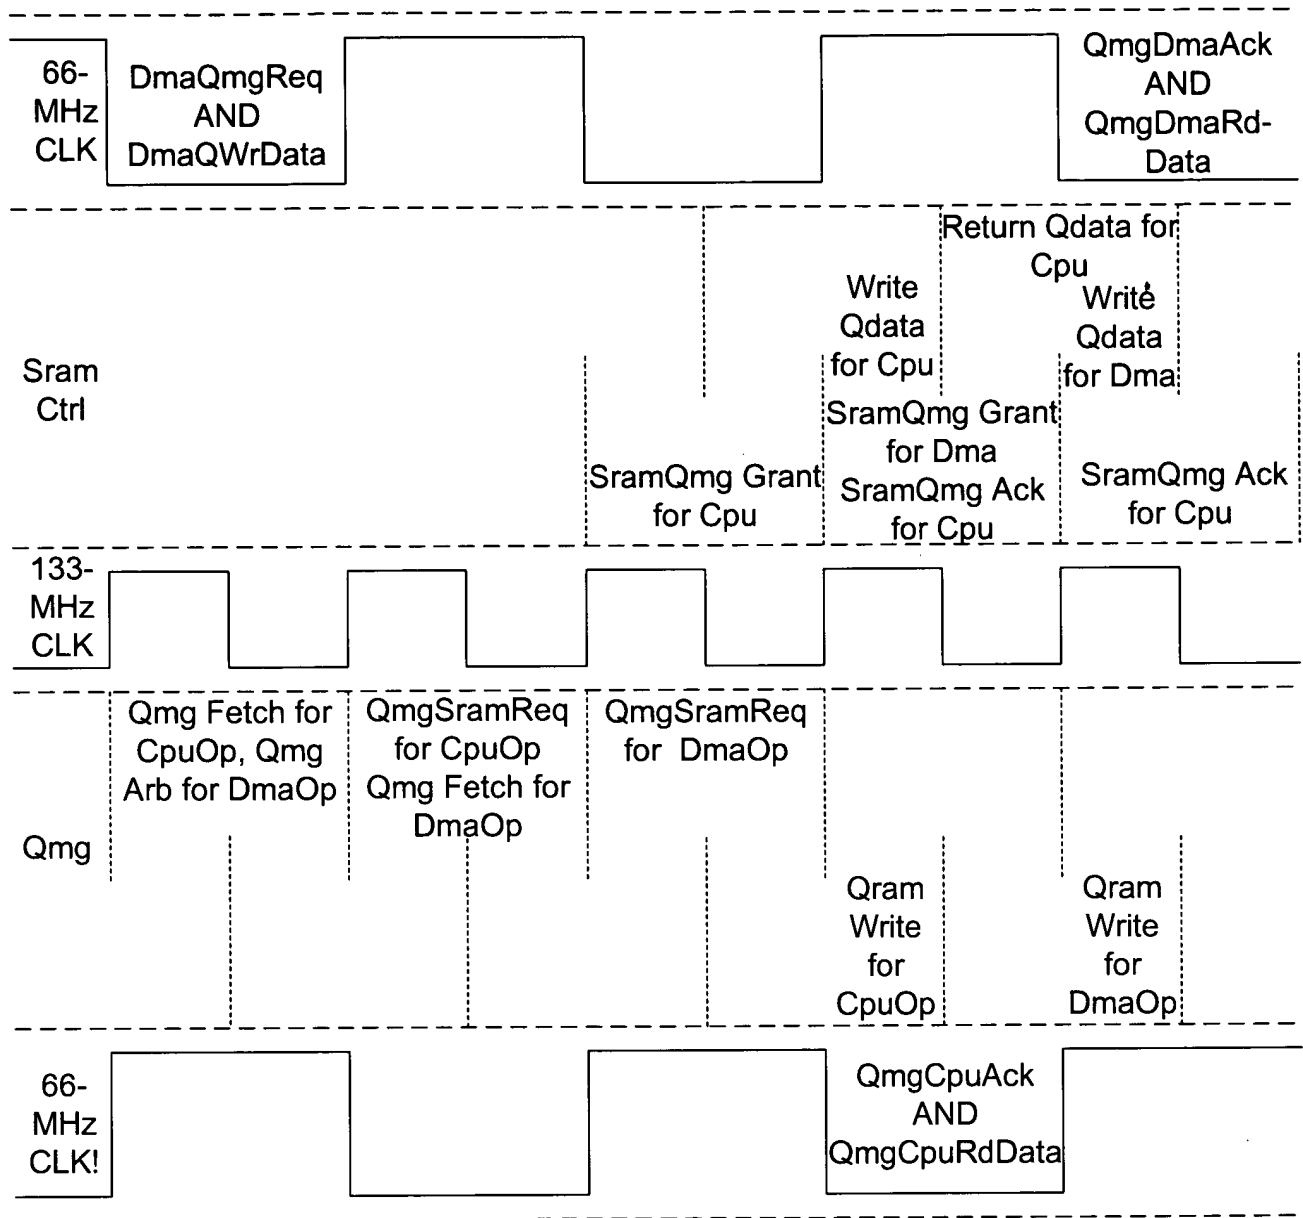 66-
MHz
CLK
DmaQmgReq
AND
DmaQWrData
QmgDmaAck
AND
QmgDmaRd-
Data
Sram
Ctrl
SramQmg Grant
for Cpu
Write
Qdata
for Cpu
SramQmg Grant
for Dma
SramQmg Ack
for Cpu
Return Qdata for
Cpu
Write
Qdata
for Dma
SramQmg Ack
for Cpu
133-
MHz
CLK
Qmg
Qmg Fetch for
CpuOp, Qmg
Arb for DmaOp
QmgSramReq
for CpuOp
Qmg Fetch for
DmaOp
QmgSramReq
for DmaOp
Qram
Write
for
CpuOp
Qram
Write
for
DmaOp
66-
MHz
CLK!
QmgCpuAck
AND
QmgCpuRdData